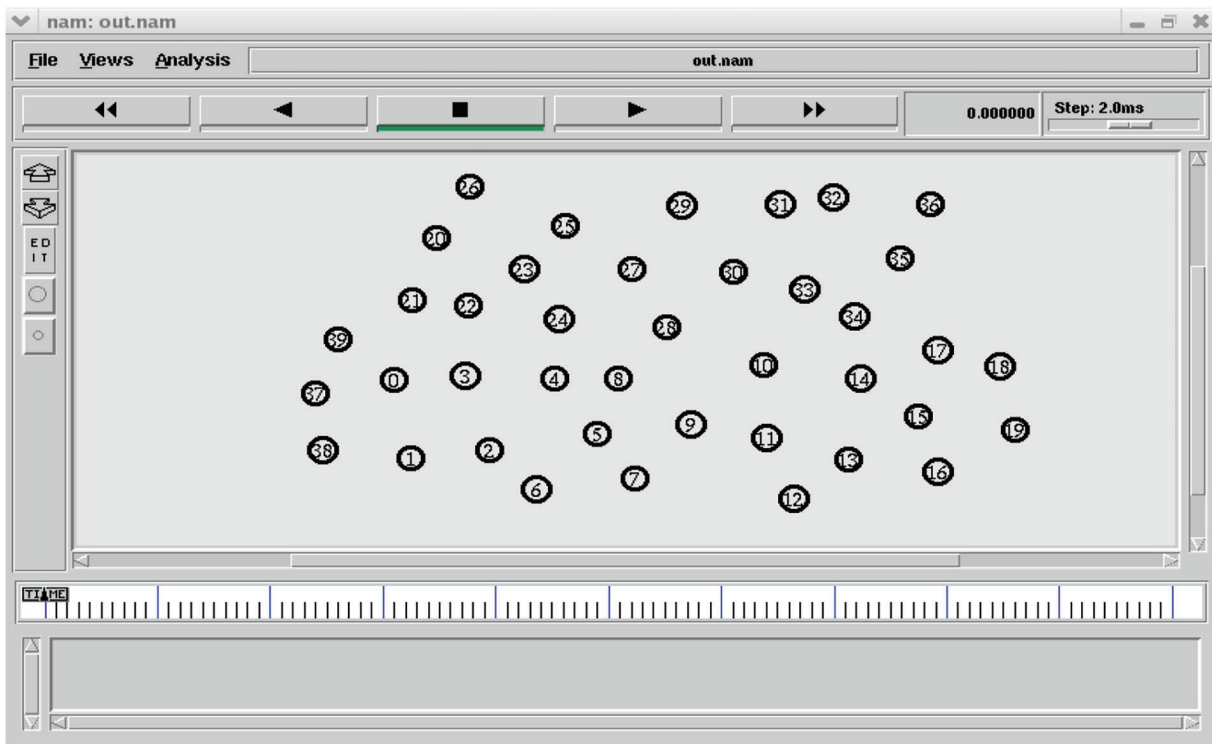 nam: out.nam
File Views Analysis out.nam
0.000000 Step: 2.0ms
26
29 31 32 36
25
20
23 27 30 35
21 22 33
24 28 34
39
17
10 18
37 0 3 4 8 14
9 15
5 11 19
38 1 2 13
7 16
6 12
ED
IT
TIME